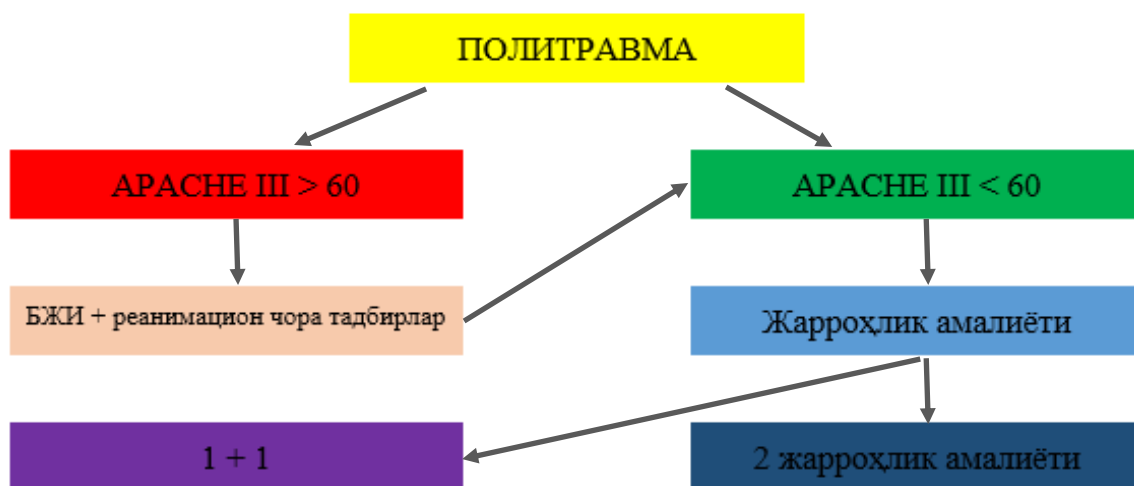 ПОЛИТРАВМА
APACHE III > 60
APACHE III < 60
БЖИ + реанимацион чора тадбирлар
Жарроҳлик амалиёти
1 + 1
2 жарроҳлик амалиёти